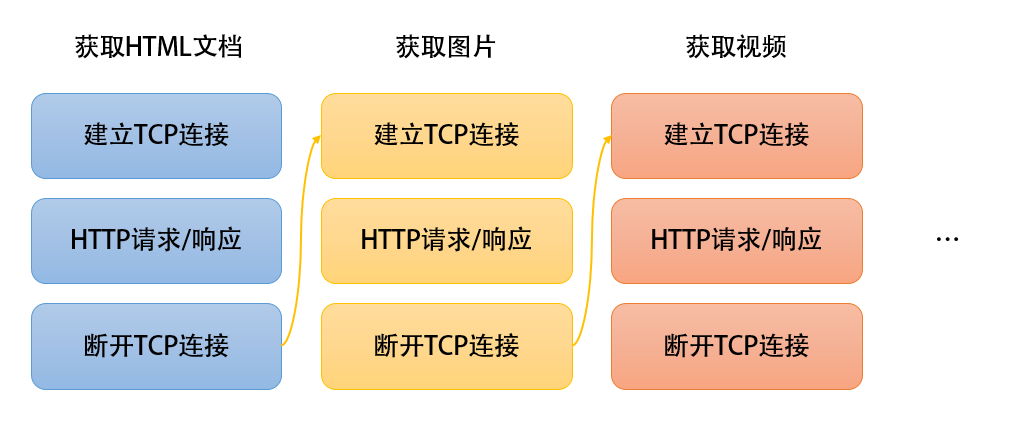 获取HTML文档
建立TCP连接
HTTP请求/响应
断开TCP连接
获取图片
建立TCP连接
HTTP请求/响应
断开TCP连接
获取视频
建立TCP连接
HTTP请求/响应
断开TCP连接
...